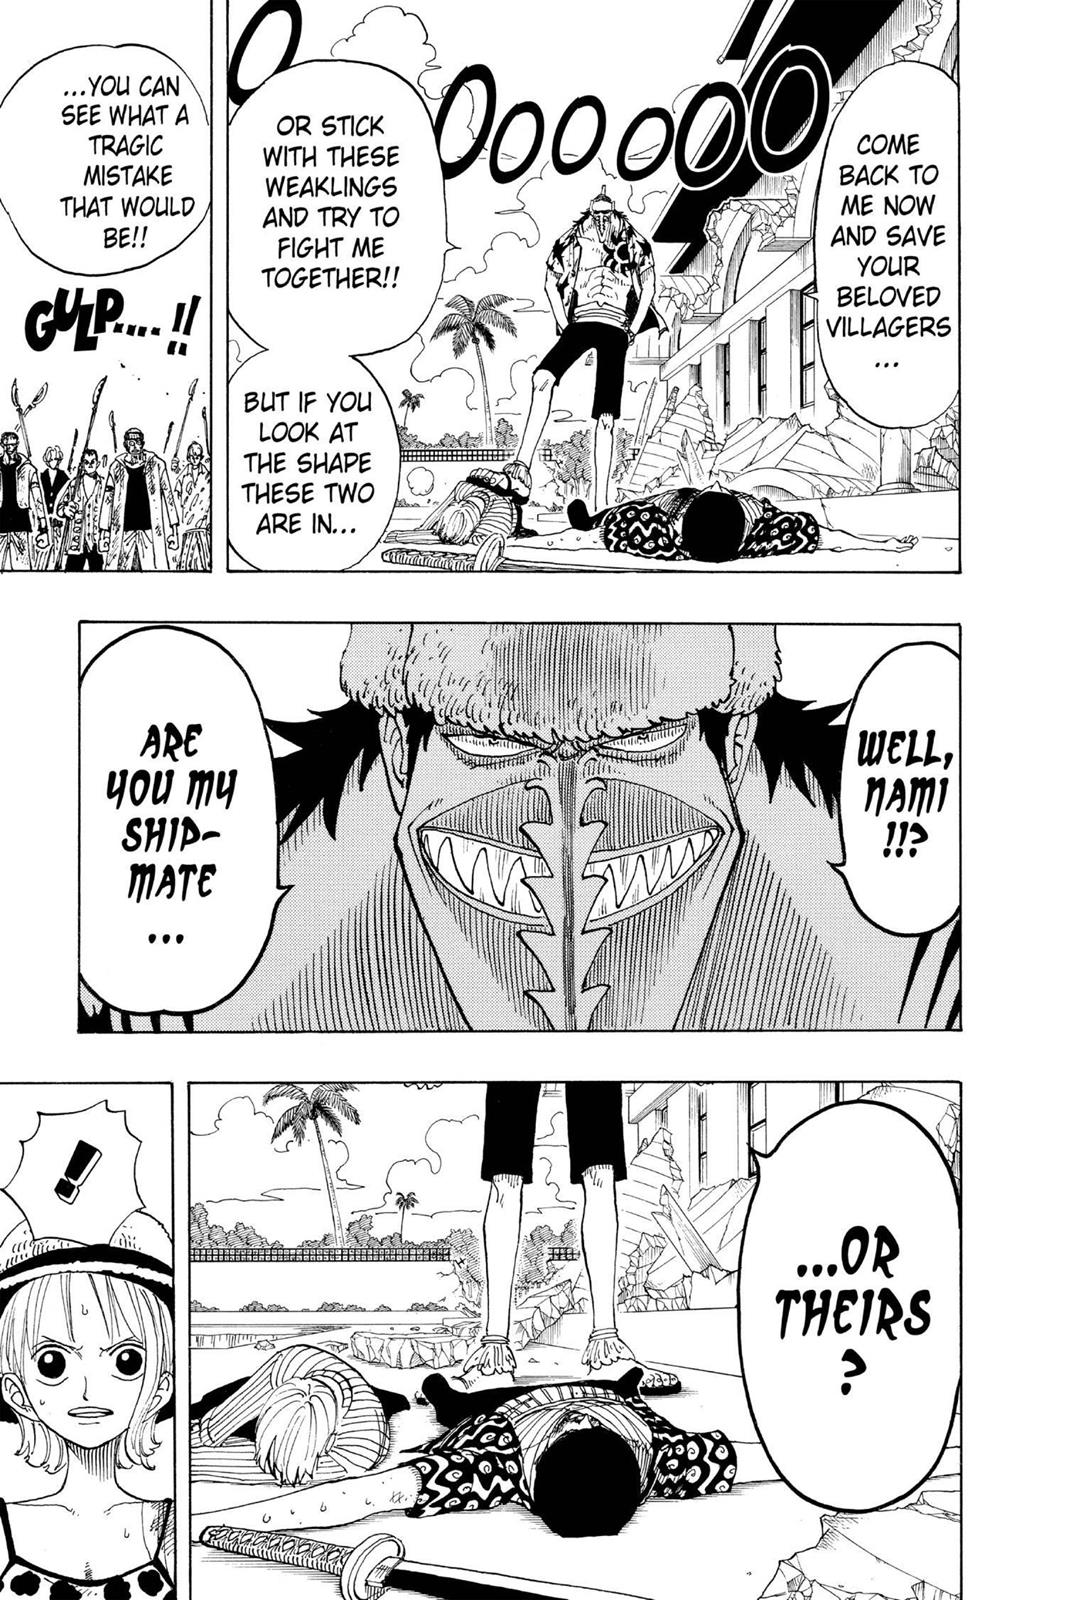 COME
BACK TO
ME NOW
AND SAVE
YOUR
BELOVED
VILLAGERS
...
OR STICK
WITH THESE
WEAKLINGS
AND TRY TO
FIGHT ME
TOGETHER!!
BUT IF YOU
LOOK AT
THE SHAPE
THESE TWO
ARE IN...
OOOOOOO
...YOU CAN
SEE WHAT A
TRAGIC
MISTAKE
THAT WOULD
BE!!
GULP....!!
WELL,
NAMI
!!?
ARE
YOU MY
SHIP-
MATE
...
...OR
THEIRS
?
!